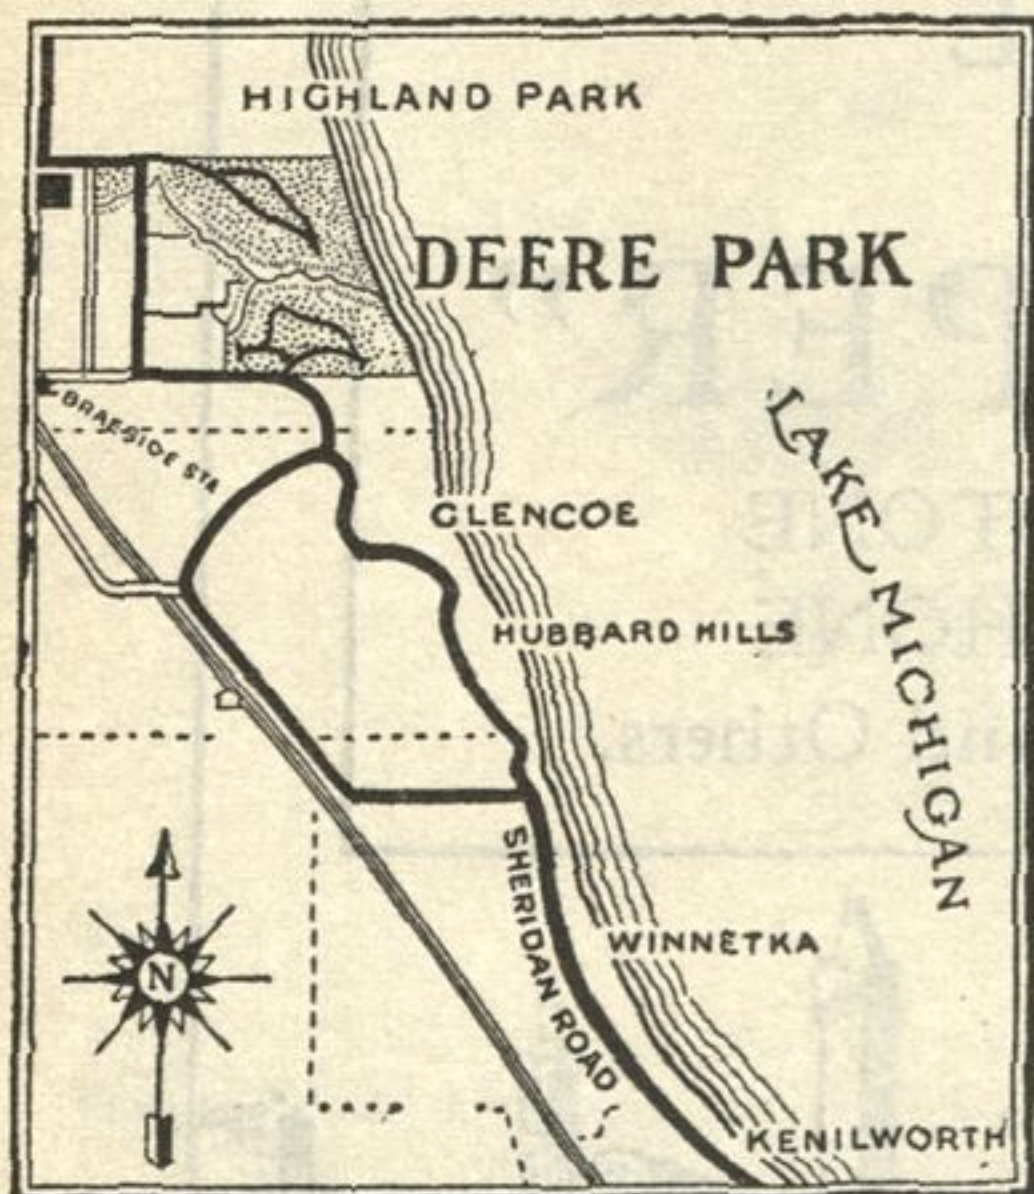 HIGHLAND PARK
DEERE PARK
BRAESIDE STA
LAKE MICHIGAN
GLENCOE
HUBBARD HILLS
SHERIDAN ROAD
WINNETKA
N
KENILWORTH